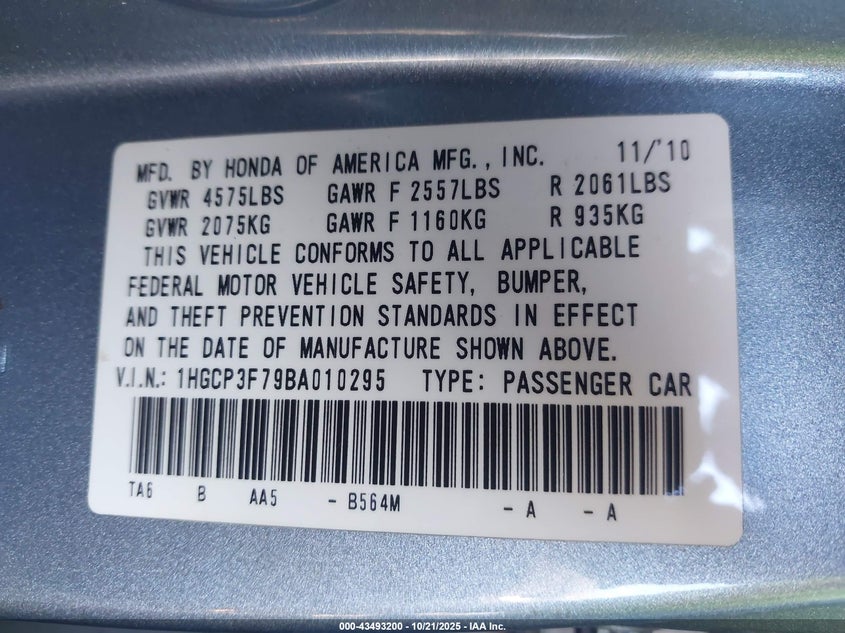 MFD. BY HONDA OF AMERICA MFG., INC. 11/'10
GVWR 4575LBS GAWR F 2557LBS R 2061LBS
GVWR 2075KG GAWR F 1160KG R 935KG
THIS VEHICLE CONFORMS TO ALL APPLICABLE
FEDERAL MOTOR VEHICLE SAFETY, BUMPER,
AND THEFT PREVENTION STANDARDS IN EFFECT
ON THE DATE OF MANUFACTURE SHOWN ABOVE.
V.I.N.: 1HGCP3F79BA010295 TYPE: PASSENGER CAR
TA6 B AA5 - B564M - A - A
000-43493200 - 10/21/2025 - IAA Inc.